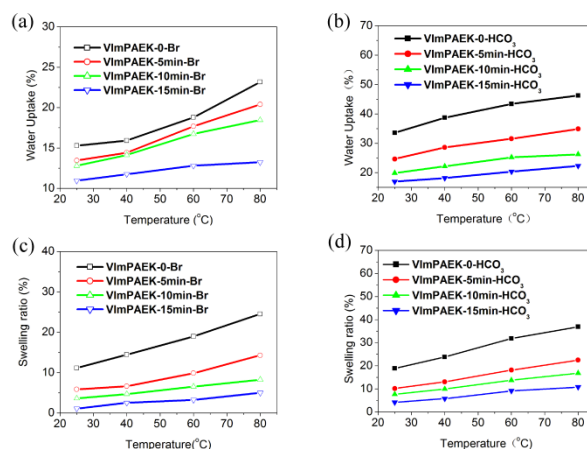 (a)
VImPAEK-0-Br
VImPAEK-5min-Br
VImPAEK-10min-Br
VImPAEK-15min-Br
Water Uptake (%)
30
25
20
15
10
20 30 40 50 60 70 80
Temperature (°C)
(b)
VImPAEK-0-HCO₃
VImPAEK-5min-HCO₃
VImPAEK-10min-HCO₃
VImPAEK-15min-HCO₃
Water Uptake (%)
70
60
50
40
30
20
20 30 40 50 60 70 80
Temperature (°C)
(c)
VImPAEK-0-Br
VImPAEK-5min-Br
VImPAEK-10min-Br
VImPAEK-15min-Br
Swelling ratio (%)
40
30
20
10
0
20 30 40 50 60 70 80
Temperature(°C)
(d)
VImPAEK-0-HCO₃
VImPAEK-5min-HCO₃
VImPAEK-10min-HCO₃
VImPAEK-15min-HCO₃
Swelling ratio (%)
70
60
50
40
30
20
10
0
20 30 40 50 60 70 80
Temperature (°C)